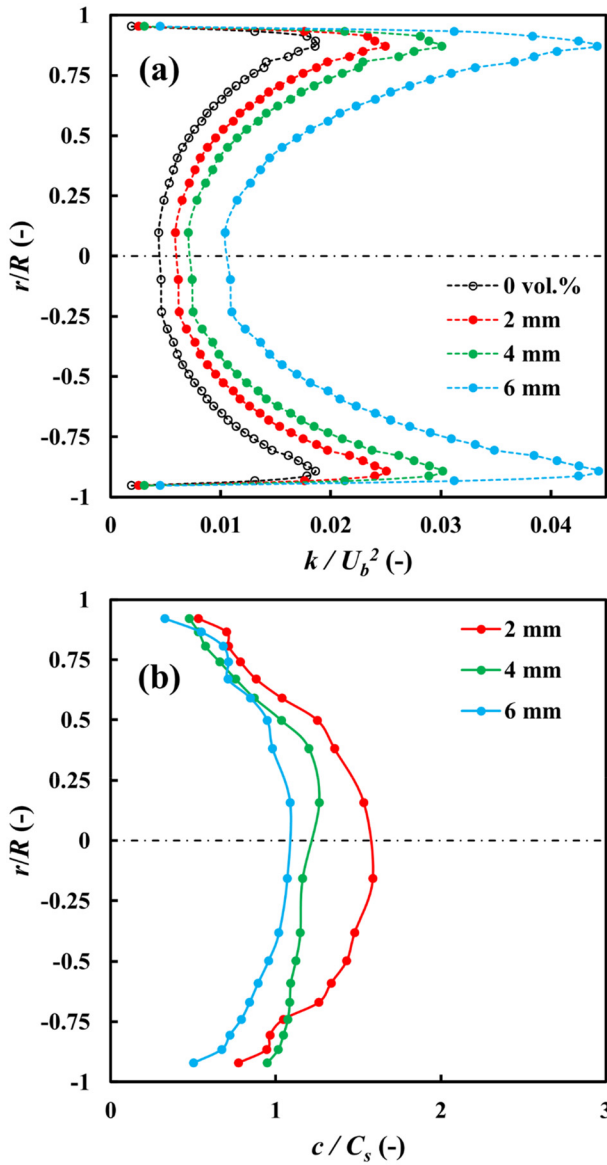 1
0.75
0.5
0.25
0
-0.25
-0.5
-0.75
-1
r/R (-)
(a)
0 vol.%
2 mm
4 mm
6 mm
0 0.01 0.02 0.03 0.04
k / U_b^2 (-)
1
0.75
0.5
0.25
0
-0.25
-0.5
-0.75
-1
r/R (-)
(b)
2 mm
4 mm
6 mm
0 1 2 3
c / C_s (-)